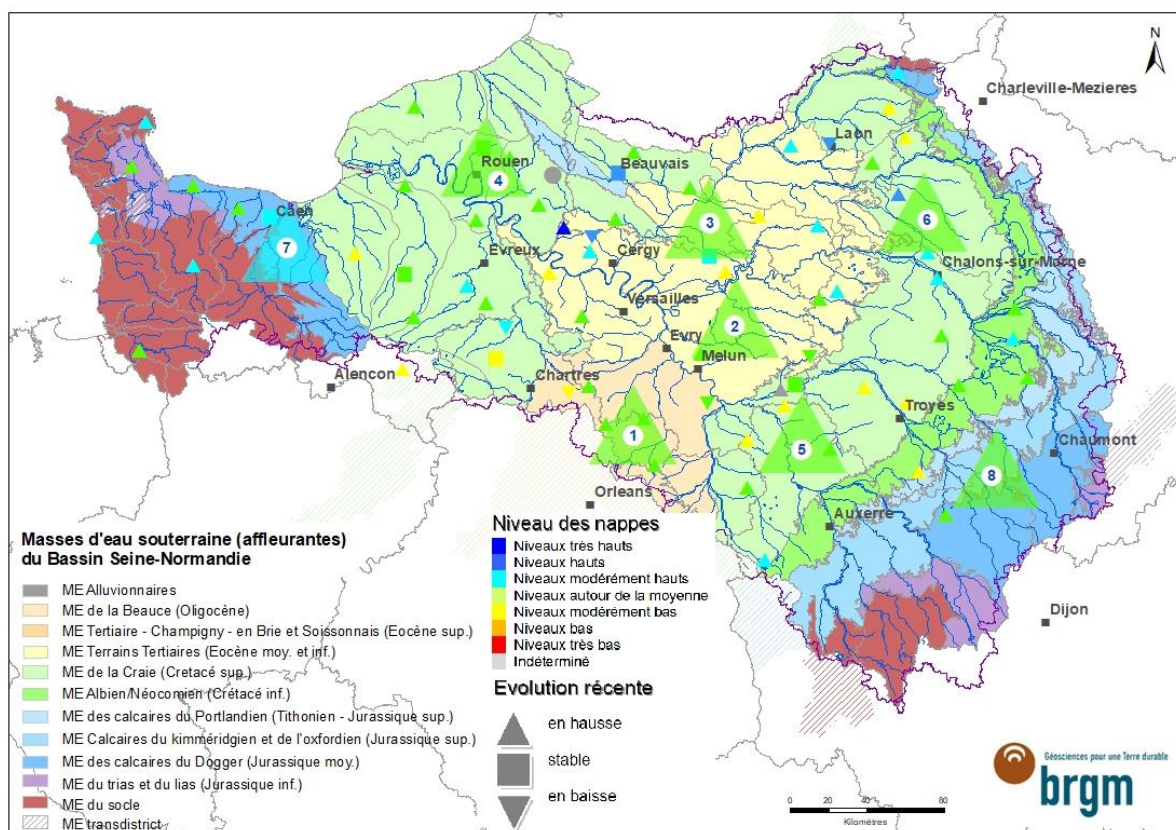 N
Charleville-Mezieres
Laon
Beauvais
Rouen
4
3
6
Caen
7
Evreux
Cergy
Chalons-sur-Marne
Versailles
2
Evry
Melun
Alencon
Chartres
Troyes
1
5
Chaumont
8
Orleans
Auxerre
Dijon
Masses d'eau souterraine (affleurantes)
du Bassin Seine-Normandie
ME Alluvionnaires
ME de la Beauce (Oligocène)
ME Tertiaire - Champigny - en Brie et Soissonnais (Eocène sup.)
ME Terrains Tertiaires (Eocène moy. et inf.)
ME de la Craie (Cretacé sup.)
ME Albien/Néocomien (Crétacé inf.)
ME des calcaires du Portlandien (Tithonien - Jurassique sup.)
ME Calcaires du kimméridgien et de l'oxfordien (Jurassique sup.)
ME des calcaires du Dogger (Jurassique moy.)
ME du trias et du lias (Jurassique inf.)
ME du socle
ME transdistrict
Niveau des nappes
Niveaux très hauts
Niveaux hauts
Niveaux modérément hauts
Niveaux autour de la moyenne
Niveaux modérément bas
Niveaux bas
Niveaux très bas
Indéterminé
Evolution récente
en hausse
stable
en baisse
0 20 40 60 80
Kilomètres
Géosciences pour une Terre durable
brgm